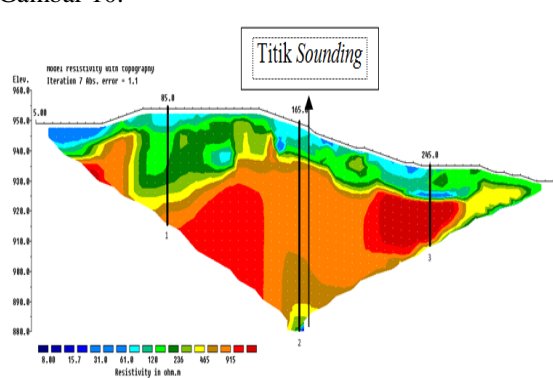 Gambar 10.
Titik Sounding
Model resistivity with topography
Iteration 7 Abs. error = 1.1
Elev.
960.0
950.0
940.0
930.0
920.0
910.0
900.0
890.0
880.0
5.00
85.0
165.0
245.0
1
2
3
8.00 15.7 31.0 61.0 120 236 465 915
Resistivity in ohm.m